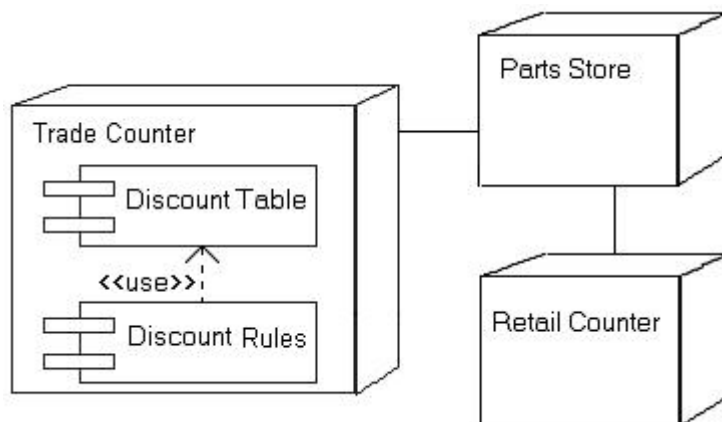 Parts Store
Trade Counter
Discount Table
<<use>>
Discount Rules
Retail Counter